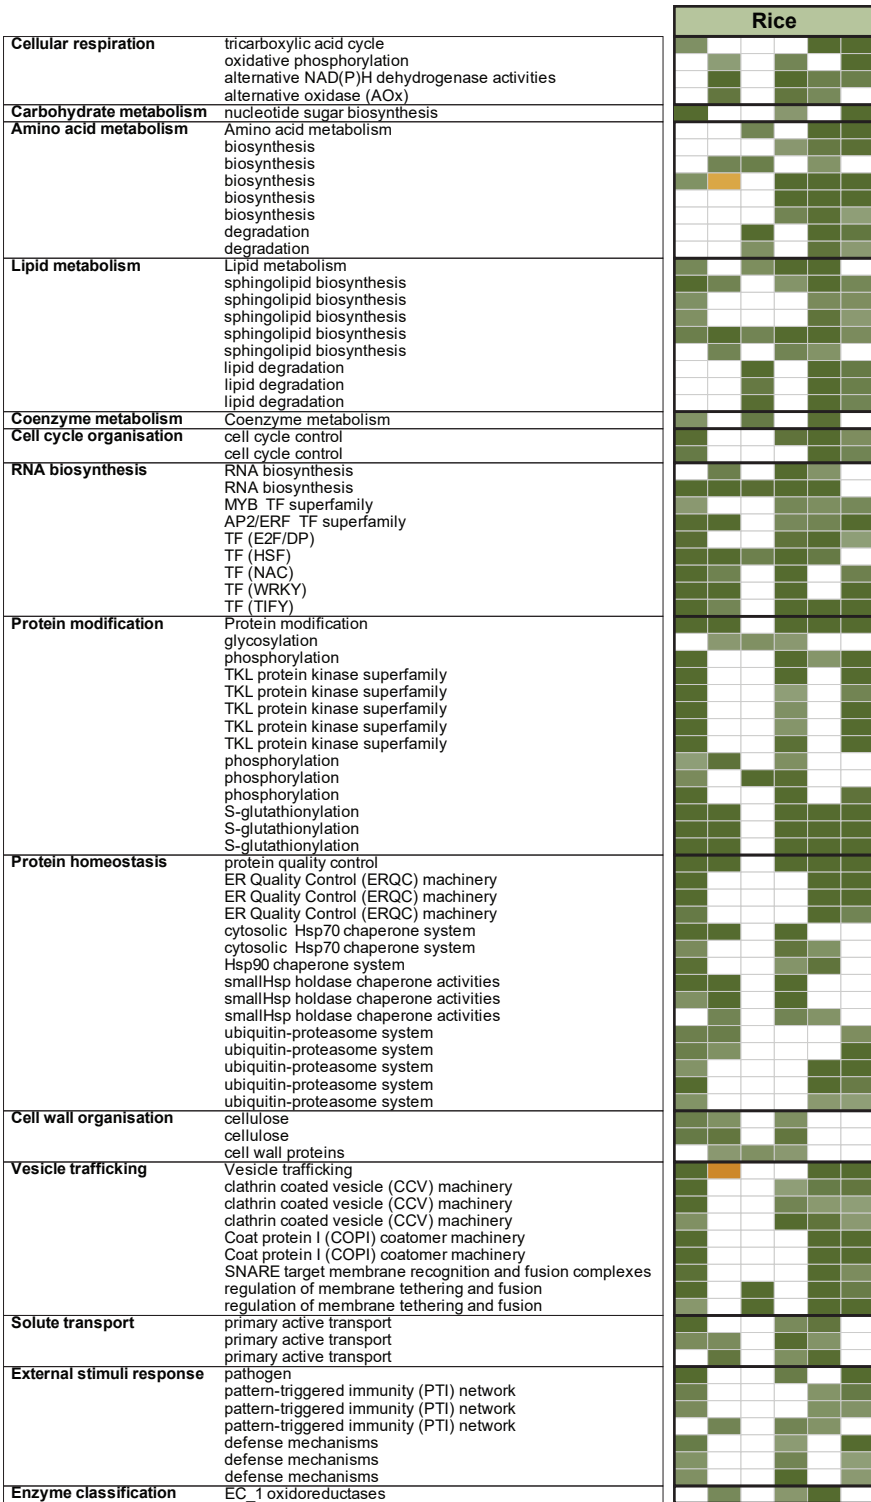 Rice
Cellular respiration tricarboxylic acid cycle
oxidative phosphorylation
alternative NAD(P)H dehydrogenase activities
alternative oxidase (AOx)
Carbohydrate metabolism nucleotide sugar biosynthesis
Amino acid metabolism Amino acid metabolism
biosynthesis
biosynthesis
biosynthesis
biosynthesis
biosynthesis
degradation
degradation
Lipid metabolism Lipid metabolism
sphingolipid biosynthesis
sphingolipid biosynthesis
sphingolipid biosynthesis
sphingolipid biosynthesis
sphingolipid biosynthesis
lipid degradation
lipid degradation
lipid degradation
Coenzyme metabolism Coenzyme metabolism
Cell cycle organisation cell cycle control
cell cycle control
RNA biosynthesis RNA biosynthesis
RNA biosynthesis
MYB TF superfamily
AP2/ERF TF superfamily
TF (E2F/DP)
TF (HSF)
TF (NAC)
TF (WRKY)
TF (TIFY)
Protein modification Protein modification
glycosylation
phosphorylation
TKL protein kinase superfamily
TKL protein kinase superfamily
TKL protein kinase superfamily
TKL protein kinase superfamily
TKL protein kinase superfamily
phosphorylation
phosphorylation
phosphorylation
S-glutathionylation
S-glutathionylation
S-glutathionylation
Protein homeostasis protein quality control
ER Quality Control (ERQC) machinery
ER Quality Control (ERQC) machinery
ER Quality Control (ERQC) machinery
cytosolic Hsp70 chaperone system
cytosolic Hsp70 chaperone system
Hsp90 chaperone system
smallHsp holdase chaperone activities
smallHsp holdase chaperone activities
smallHsp holdase chaperone activities
ubiquitin-proteasome system
ubiquitin-proteasome system
ubiquitin-proteasome system
ubiquitin-proteasome system
ubiquitin-proteasome system
Cell wall organisation cellulose
cellulose
cell wall proteins
Vesicle trafficking Vesicle trafficking
clathrin coated vesicle (CCV) machinery
clathrin coated vesicle (CCV) machinery
clathrin coated vesicle (CCV) machinery
Coat protein I (COPI) coatomer machinery
Coat protein I (COPI) coatomer machinery
SNARE target membrane recognition and fusion complexes
regulation of membrane tethering and fusion
regulation of membrane tethering and fusion
Solute transport primary active transport
primary active transport
primary active transport
External stimuli response pathogen
pattern-triggered immunity (PTI) network
pattern-triggered immunity (PTI) network
pattern-triggered immunity (PTI) network
defense mechanisms
defense mechanisms
defense mechanisms
Enzyme classification EC_1 oxidoreductases